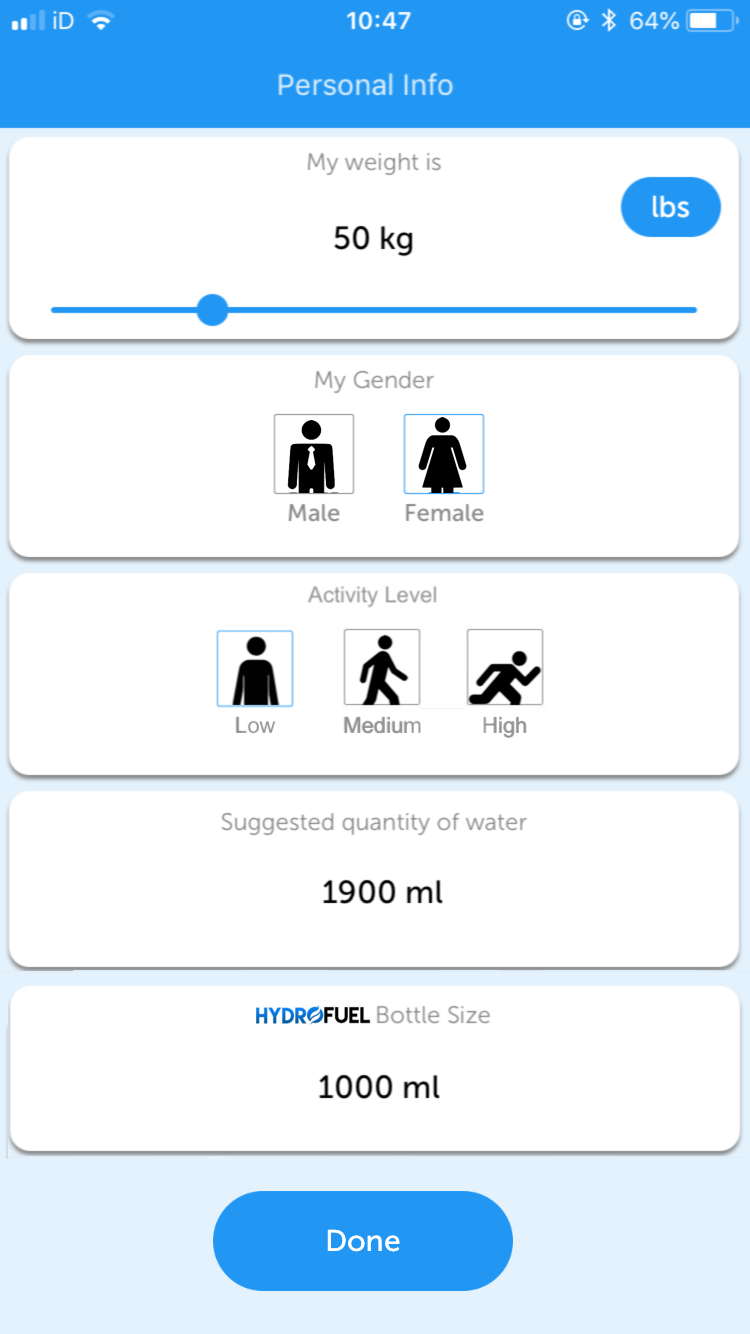 iD 10:47 64%
Personal Info
My weight is
lbs
50 kg
My Gender
Male Female
Activity Level
Low Medium High
Suggested quantity of water
1900 ml
HYDROFUEL Bottle Size
1000 ml
Done